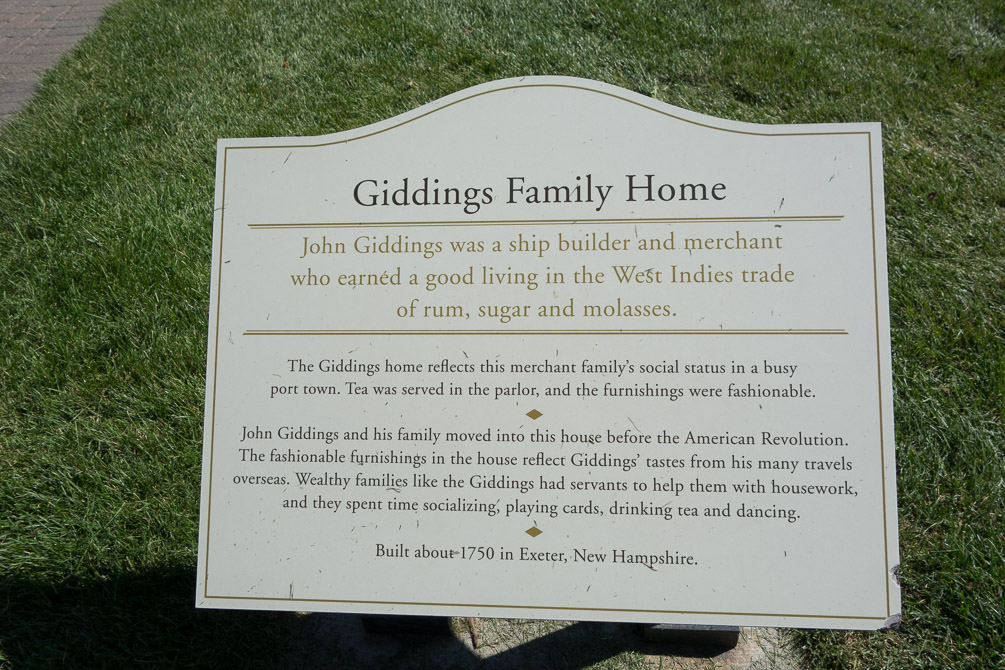 Giddings Family Home
John Giddings was a ship builder and merchant
who earned a good living in the West Indies trade
of rum, sugar and molasses.
The Giddings home reflects this merchant family's social status in a busy
port town. Tea was served in the parlor, and the furnishings were fashionable.
John Giddings and his family moved into this house before the American Revolution.
The fashionable furnishings in the house reflect Giddings' tastes from his many travels
overseas. Wealthy families like the Giddings had servants to help them with housework,
and they spent time socializing, playing cards, drinking tea and dancing.
Built about 1750 in Exeter, New Hampshire.